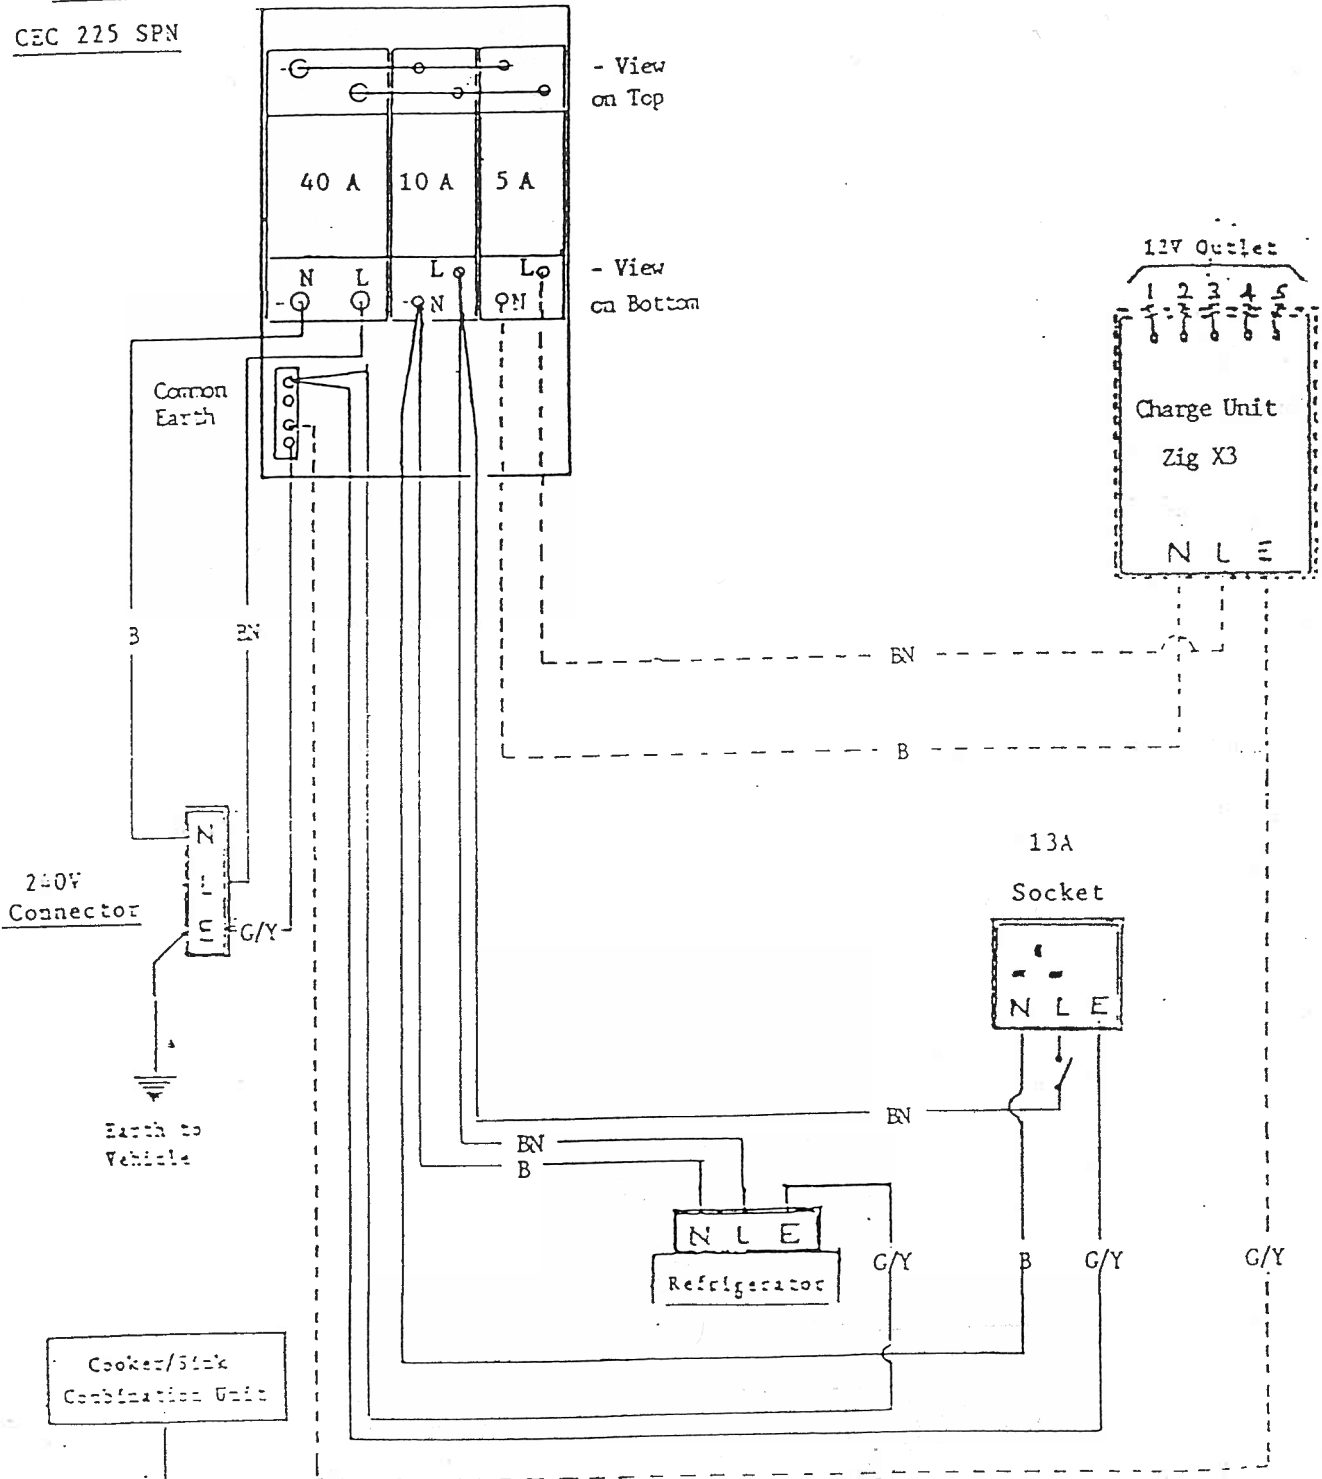 CEC 225 SPN
- View
on Top
40 A
10 A
5 A
N
L
L
N
L
N
- View
on Bottom
Common
Earth
12V Outlet
1 2 3 4 5
Charge Unit
Zig X3
N L E
B
BN
BN
B
240V
Connector
N
L
E
G/Y
Earth to
Vehicle
13A
Socket
N L E
BN
BN
B
N L E
Refrigerator
G/Y
B
G/Y
G/Y
Cooker/Sink
Combination Unit